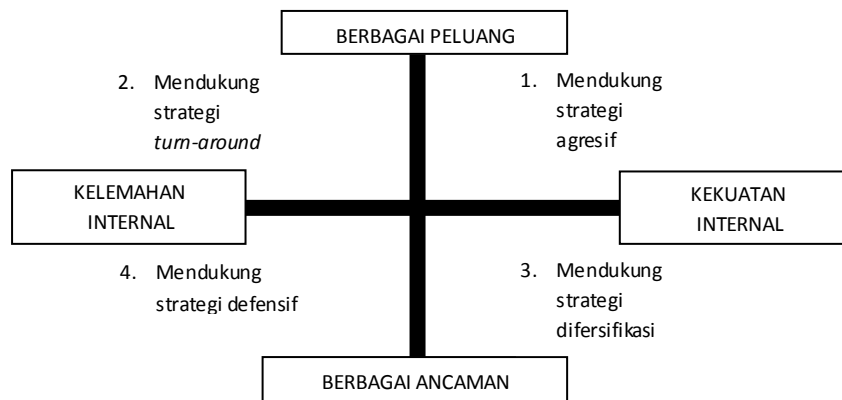 BERBAGAI PELUANG
2. Mendukung
strategi
turn-around
1. Mendukung
strategi
agresif
KELEMAHAN
INTERNAL
KEKUATAN
INTERNAL
4. Mendukung
strategi defensif
3. Mendukung
strategi
difersifikasi
BERBAGAI ANCAMAN